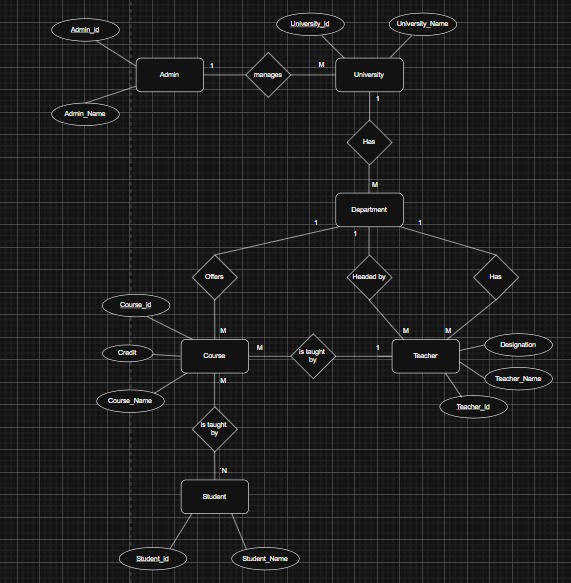 University_id
University_Name
Admin_id
1
M
Admin
manages
University
1
Admin_Name
Has
M
Department
1
1
1
Offers
Headed by
Has
Course_id
M
M
M
Designation
Credit
M
1
Course
is taught
by
Teacher
Teacher_Name
M
Course_Name
Teacher_id
is taught
by
`N
Student
Student_id
Student_Name